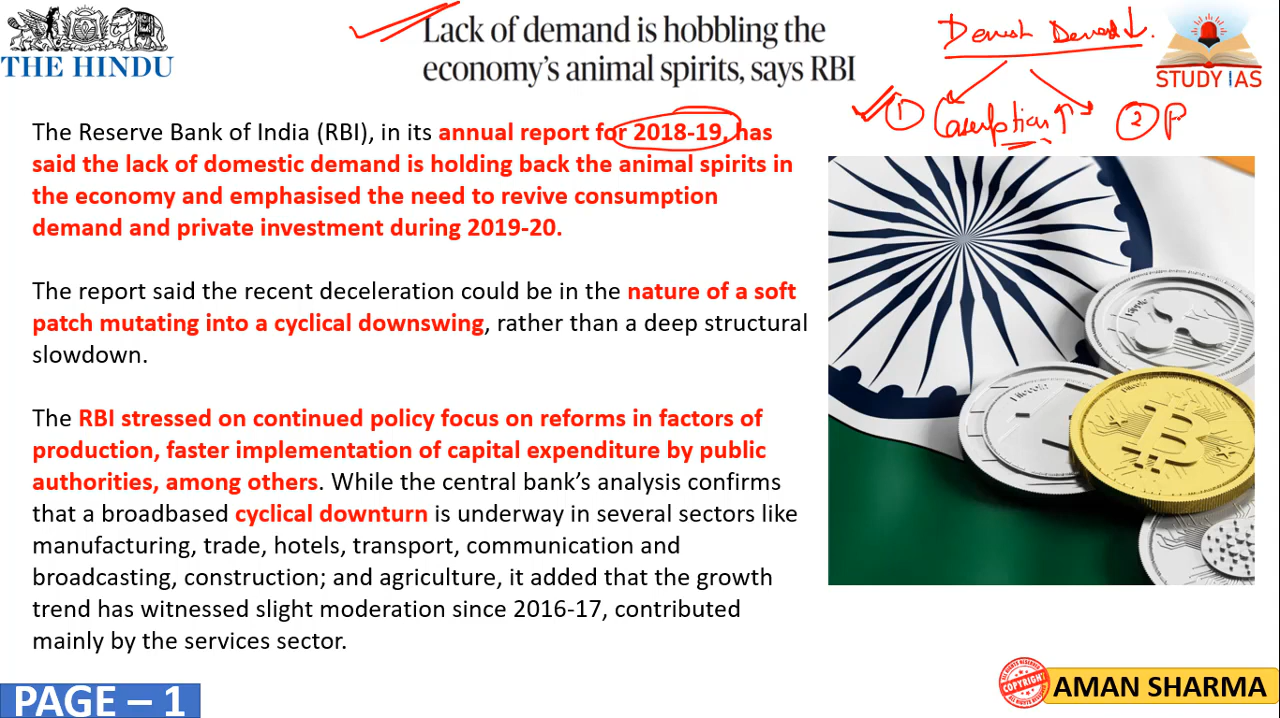 THE HINDU
Lack of demand is hobbling the
economy's animal spirits, says RBI
Demand↓.
① Consumption↑ ② P
STUDY IAS
The Reserve Bank of India (RBI), in its annual report for 2018-19, has
said the lack of domestic demand is holding back the animal spirits in
the economy and emphasised the need to revive consumption
demand and private investment during 2019-20.
The report said the recent deceleration could be in the nature of a soft
patch mutating into a cyclical downswing, rather than a deep structural
slowdown.
The RBI stressed on continued policy focus on reforms in factors of
production, faster implementation of capital expenditure by public
authorities, among others. While the central bank's analysis confirms
that a broadbased cyclical downturn is underway in several sectors like
manufacturing, trade, hotels, transport, communication and
broadcasting, construction; and agriculture, it added that the growth
trend has witnessed slight moderation since 2016-17, contributed
mainly by the services sector.
Ripple
Litecoin
Bitcoin
PAGE – 1
COPYRIGHT
AMAN SHARMA